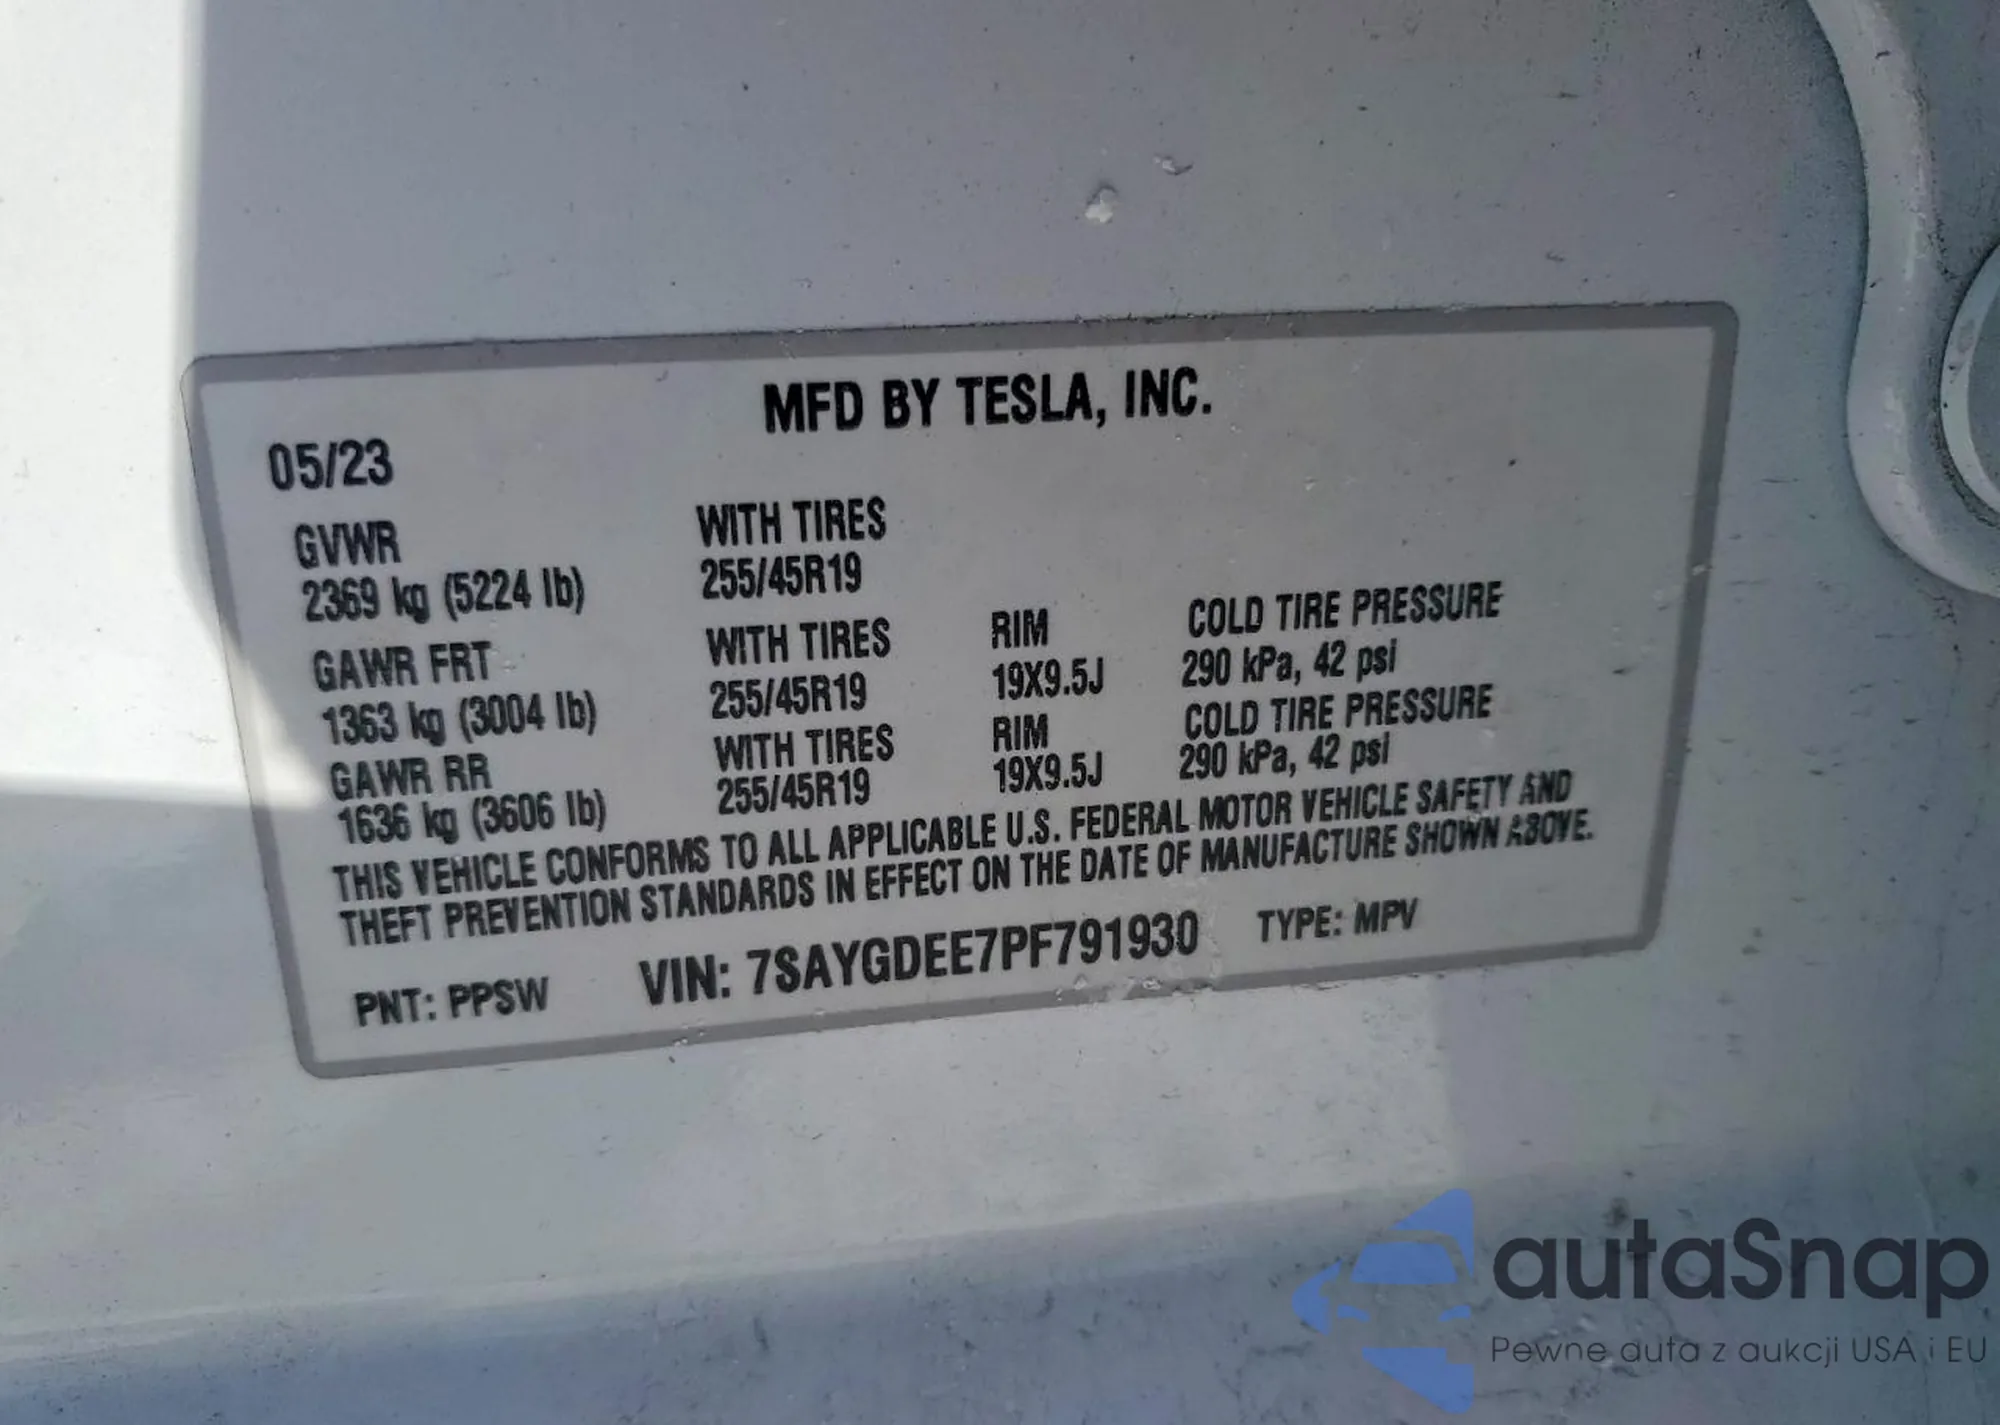 MFD BY TESLA, INC.
05/23
GVWR WITH TIRES
2369 kg (5224 lb) 255/45R19
GAWR FRT WITH TIRES RIM COLD TIRE PRESSURE
1363 kg (3004 lb) 255/45R19 19X9.5J 290 kPa, 42 psi
GAWR RR WITH TIRES RIM COLD TIRE PRESSURE
1636 kg (3606 lb) 255/45R19 19X9.5J 290 kPa, 42 psi
THIS VEHICLE CONFORMS TO ALL APPLICABLE U.S. FEDERAL MOTOR VEHICLE SAFETY AND
THEFT PREVENTION STANDARDS IN EFFECT ON THE DATE OF MANUFACTURE SHOWN ABOVE.
PNT: PPSW VIN: 7SAYGDEE7PF791930 TYPE: MPV
autaSnap
Pewne auta z aukcji USA i EU